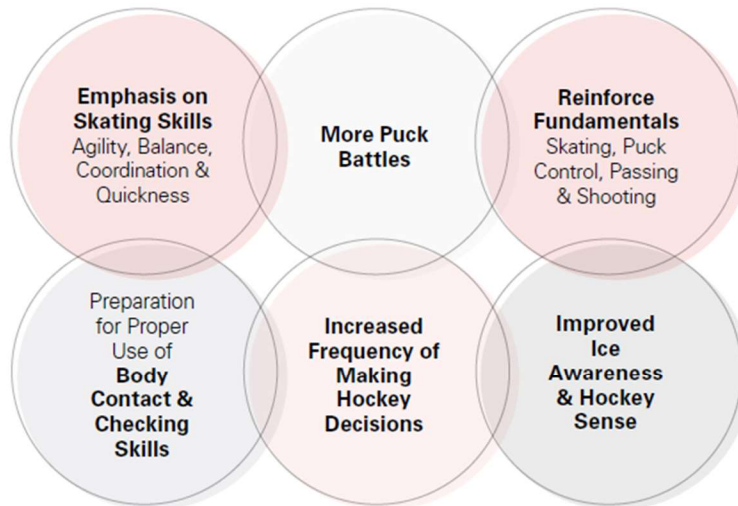 Emphasis on
Skating Skills
Agility, Balance,
Coordination &
Quickness
More Puck
Battles
Reinforce
Fundamentals
Skating, Puck
Control, Passing
& Shooting
Preparation
for Proper
Use of
Body
Contact &
Checking
Skills
Increased
Frequency of
Making
Hockey
Decisions
Improved
Ice
Awareness
& Hockey
Sense